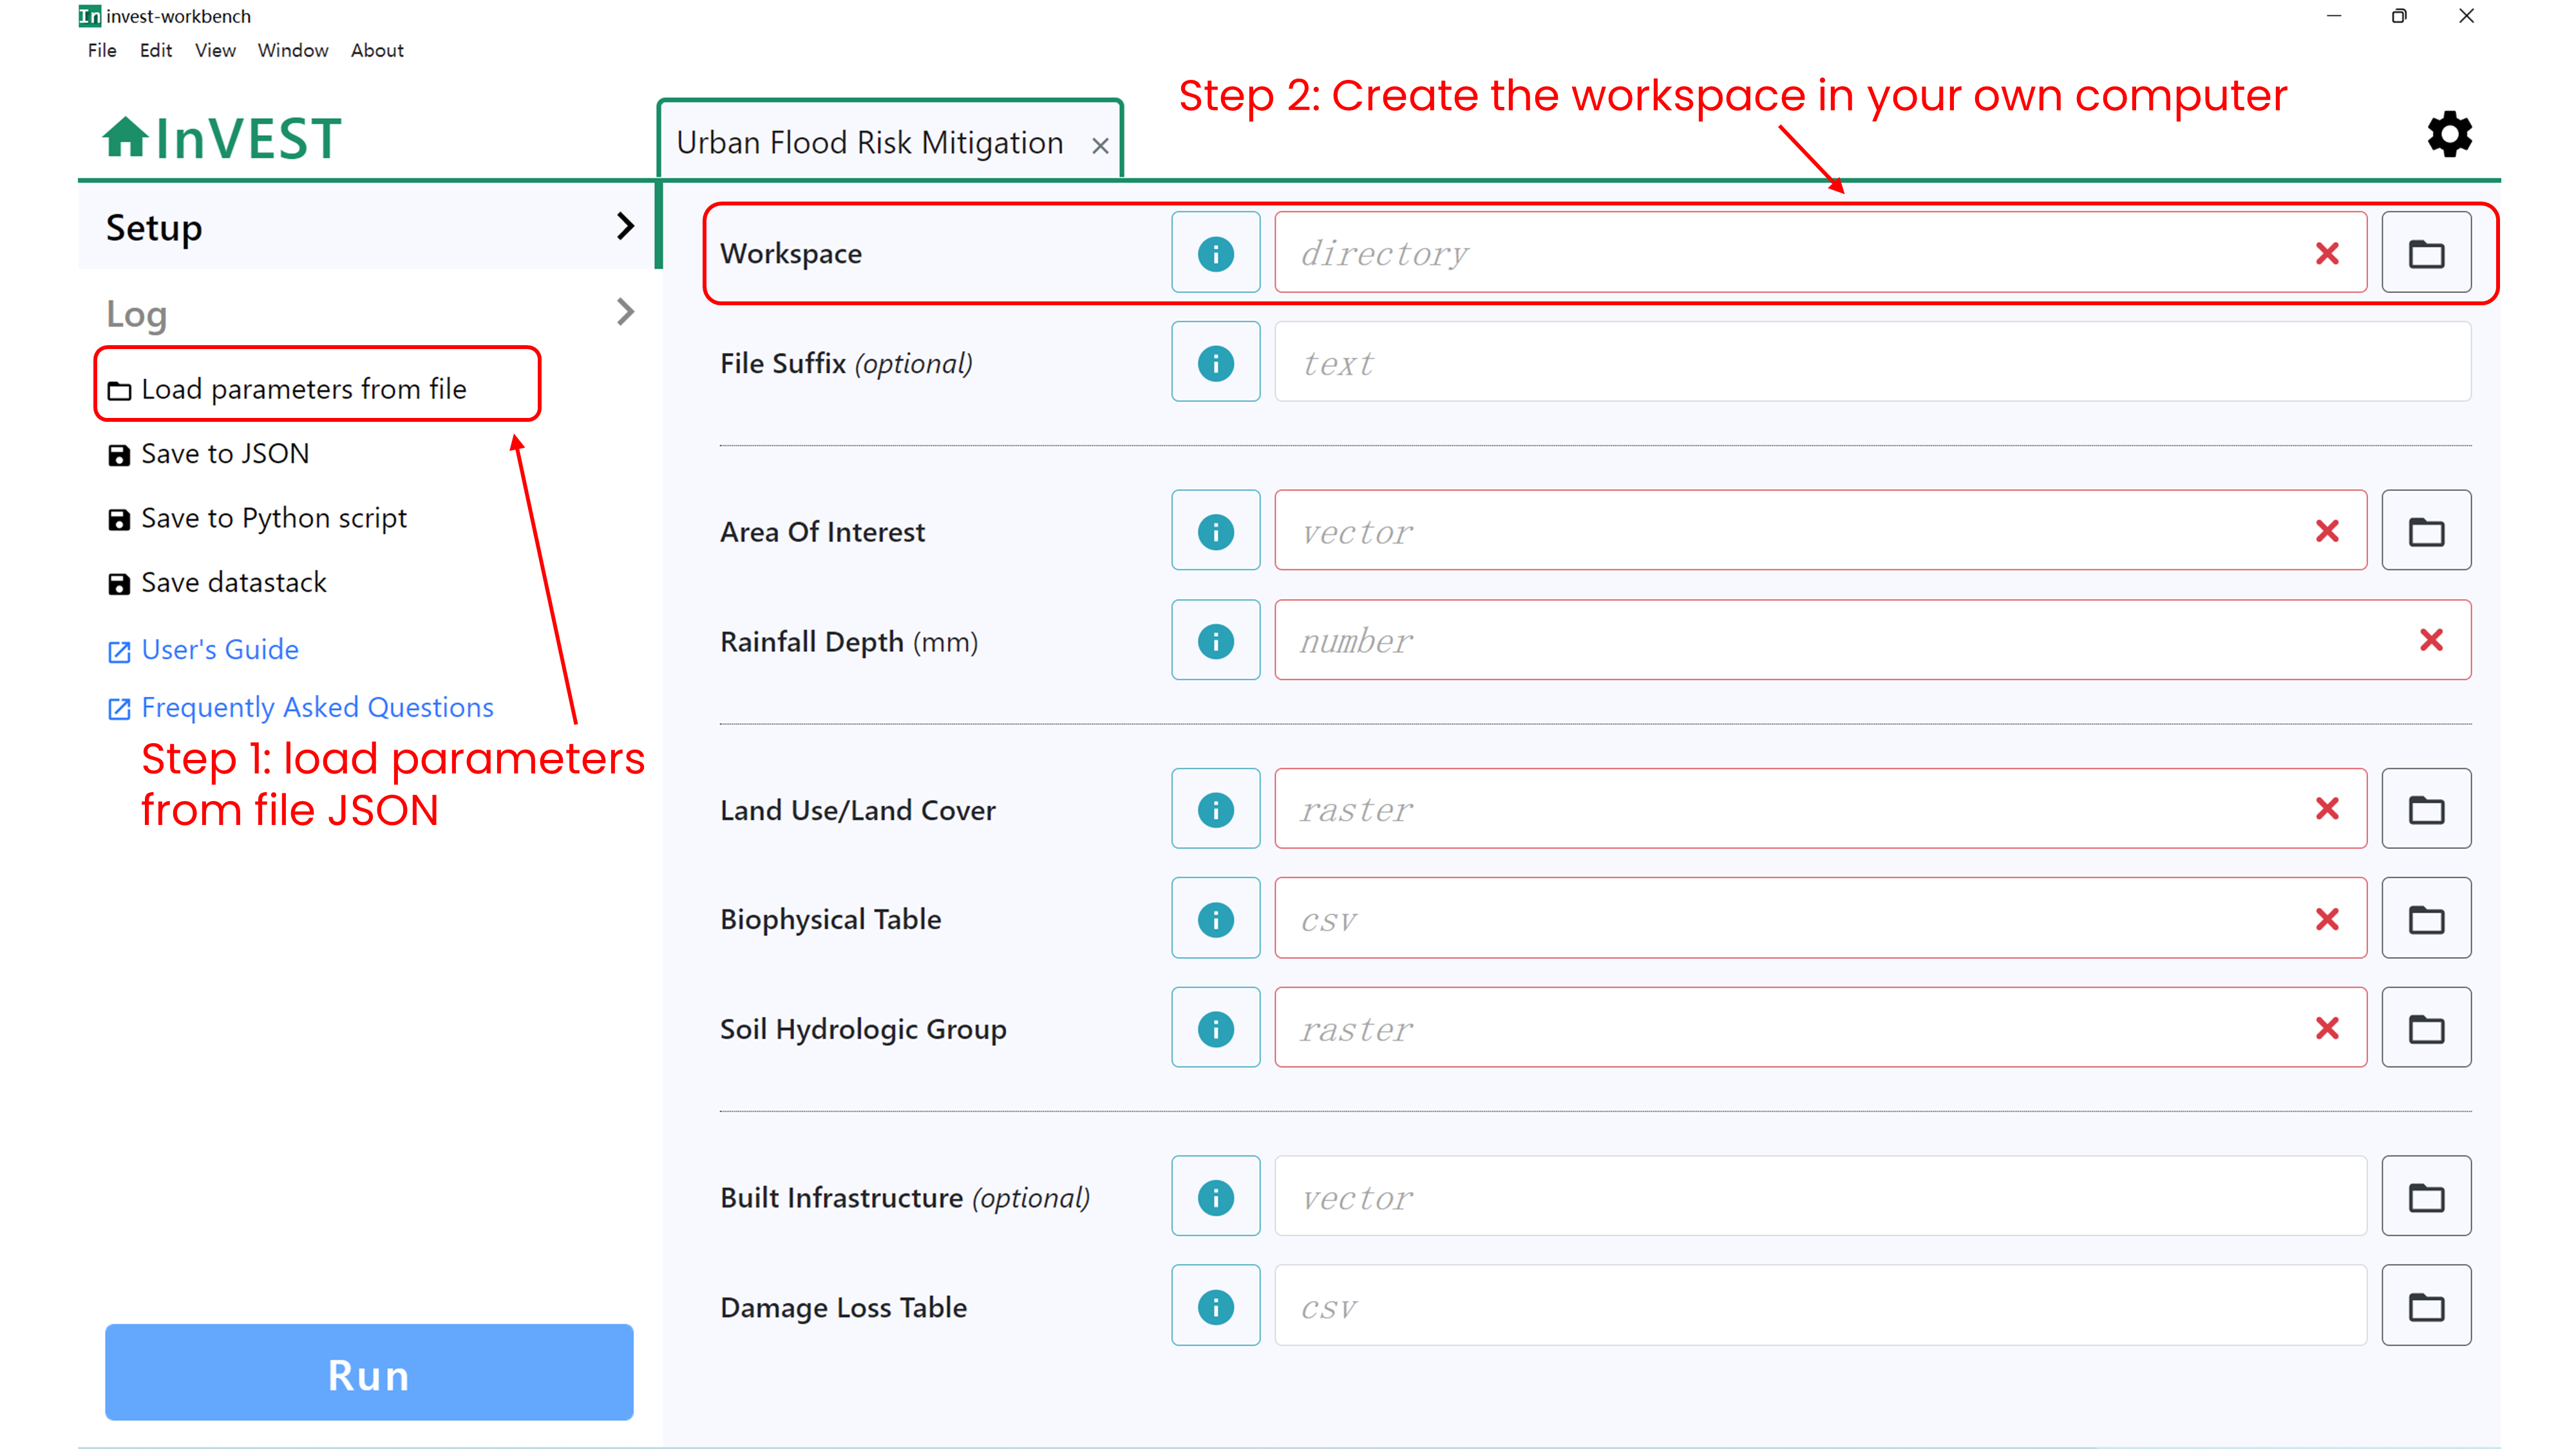 In invest-workbench
File Edit View Window About
Step 2: Create the workspace in your own computer
InVEST
Urban Flood Risk Mitigation
Setup
Log
Load parameters from file
Save to JSON
Save to Python script
Save datastack
User's Guide
Frequently Asked Questions
Step 1: load parameters
from file JSON
Run
Workspace i directory
File Suffix (optional) i text
Area Of Interest i vector
Rainfall Depth (mm) i number
Land Use/Land Cover i raster
Biophysical Table i csv
Soil Hydrologic Group i raster
Built Infrastructure (optional) i vector
Damage Loss Table i csv